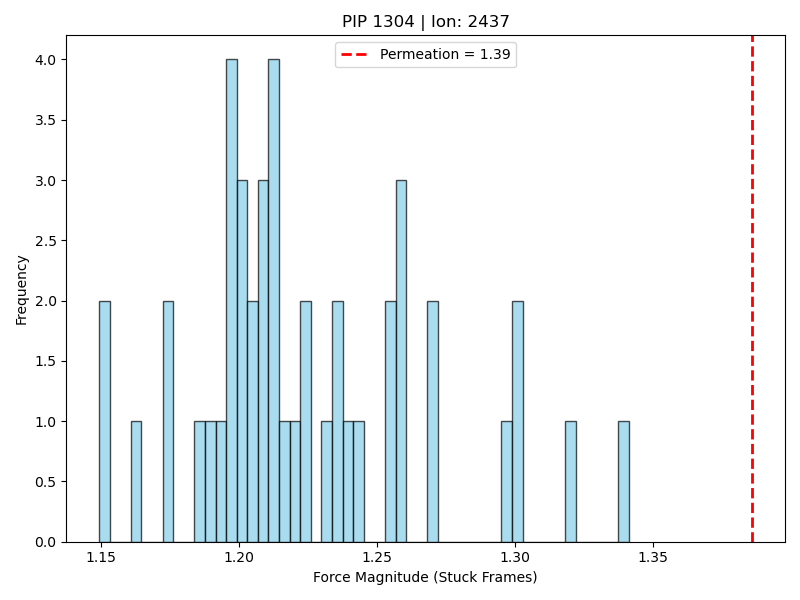 PIP 1304 | Ion: 2437
Permeation = 1.39
Frequency
4.0
3.5
3.0
2.5
2.0
1.5
1.0
0.5
0.0
1.15 1.20 1.25 1.30 1.35
Force Magnitude (Stuck Frames)